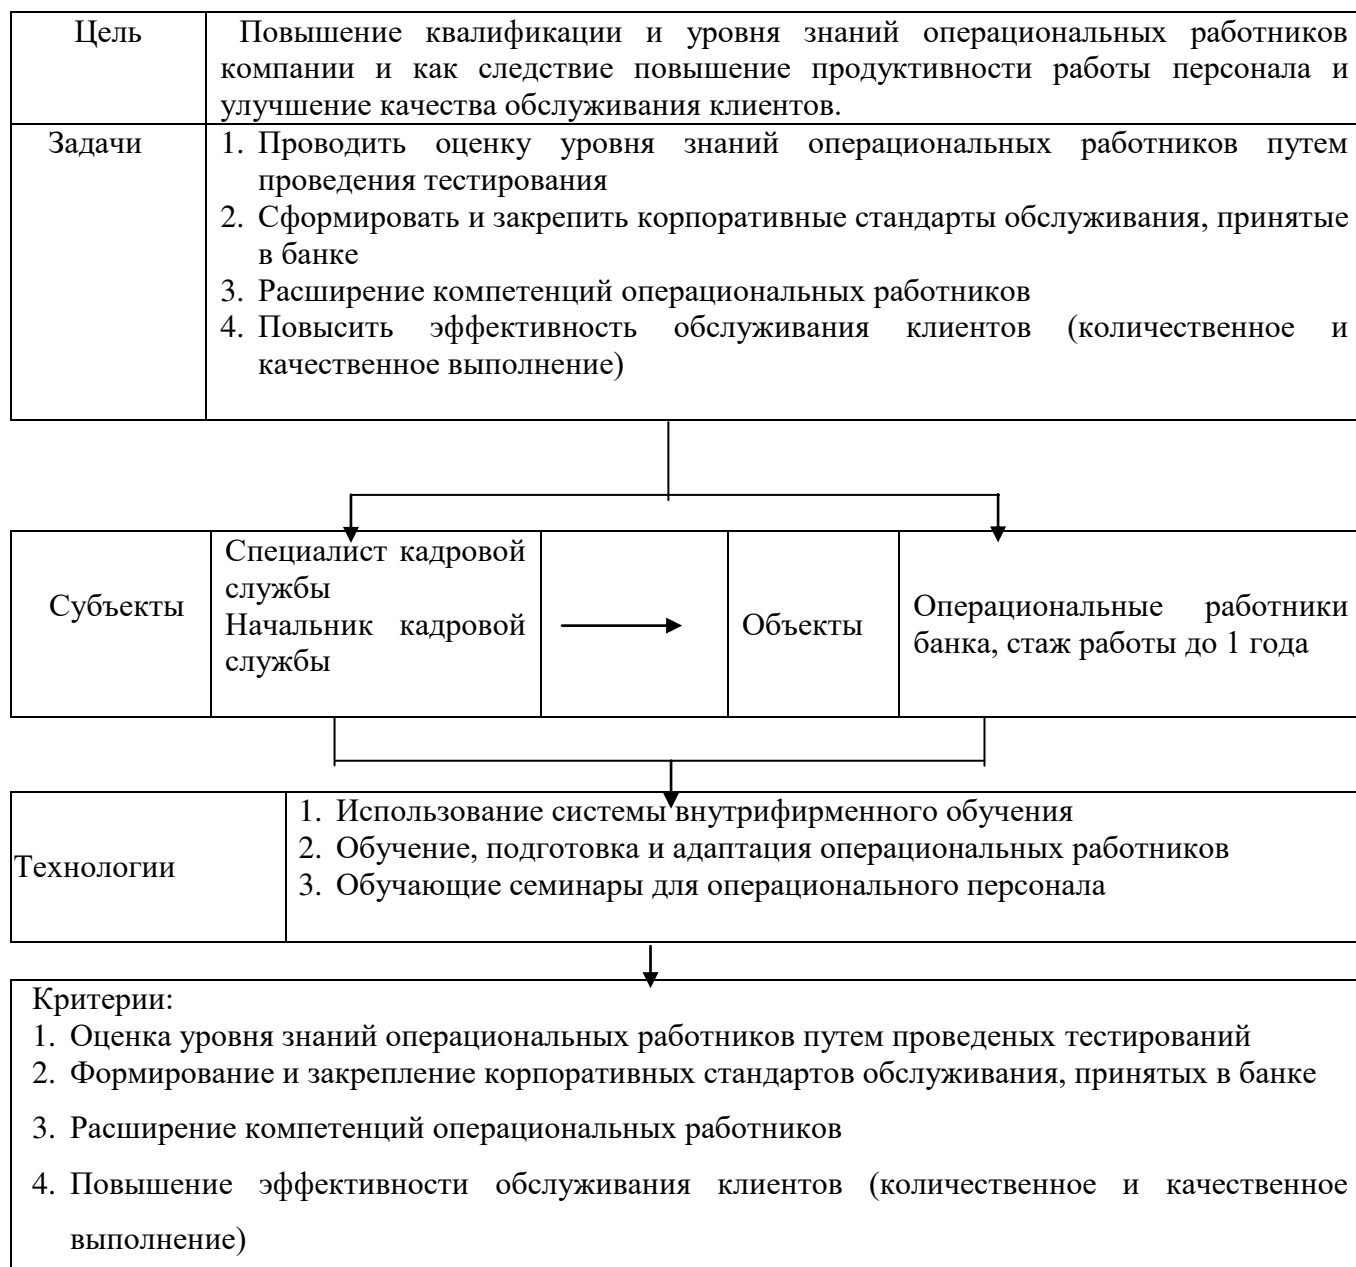 Цель
Повышение квалификации и уровня знаний операциональных работников
компании и как следствие повышение продуктивности работы персонала и
улучшение качества обслуживания клиентов.
Задачи
1. Проводить оценку уровня знаний операциональных работников путем
проведения тестирования
2. Сформировать и закрепить корпоративные стандарты обслуживания, принятые
в банке
3. Расширение компетенций операциональных работников
4. Повысить эффективность обслуживания клиентов (количественное и
качественное выполнение)
Субъекты
Специалист кадровой
службы
Начальник кадровой
службы
Объекты
Операциональные работники
банка, стаж работы до 1 года
Технологии
1. Использование системы внутрифирменного обучения
2. Обучение, подготовка и адаптация операциональных работников
3. Обучающие семинары для операционального персонала
Критерии:
1. Оценка уровня знаний операциональных работников путем проведеных тестирований
2. Формирование и закрепление корпоративных стандартов обслуживания, принятых в банке
3. Расширение компетенций операциональных работников
4. Повышение эффективности обслуживания клиентов (количественное и качественное
выполнение)